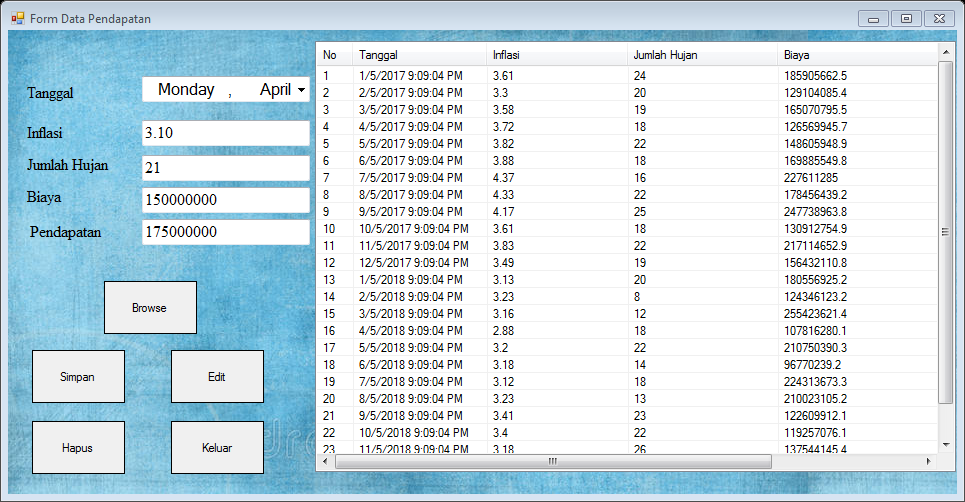 Form Data Pendapatan
Tanggal Monday , April
Inflasi 3.10
Jumlah Hujan 21
Biaya 150000000
Pendapatan 175000000
Browse
Simpan Edit
Hapus Keluar
No Tanggal Inflasi Jumlah Hujan Biaya
1 1/5/2017 9:09:04 PM 3.61 24 185905662.5
2 2/5/2017 9:09:04 PM 3.3 20 129104085.4
3 3/5/2017 9:09:04 PM 3.58 19 165070795.5
4 4/5/2017 9:09:04 PM 3.72 18 126569945.7
5 5/5/2017 9:09:04 PM 3.82 22 148605948.9
6 6/5/2017 9:09:04 PM 3.88 18 169885549.8
7 7/5/2017 9:09:04 PM 4.37 16 227611285
8 8/5/2017 9:09:04 PM 4.33 22 178456439.2
9 9/5/2017 9:09:04 PM 4.17 25 247738963.8
10 10/5/2017 9:09:04 PM 3.61 18 130912754.9
11 11/5/2017 9:09:04 PM 3.83 22 217114652.9
12 12/5/2017 9:09:04 PM 3.49 19 156432110.8
13 1/5/2018 9:09:04 PM 3.13 20 180556925.2
14 2/5/2018 9:09:04 PM 3.23 8 124346123.2
15 3/5/2018 9:09:04 PM 3.16 12 255423621.4
16 4/5/2018 9:09:04 PM 2.88 18 107816280.1
17 5/5/2018 9:09:04 PM 3.2 22 210750390.3
18 6/5/2018 9:09:04 PM 3.18 14 96770239.2
19 7/5/2018 9:09:04 PM 3.12 18 224313673.3
20 8/5/2018 9:09:04 PM 3.23 13 210023105.2
21 9/5/2018 9:09:04 PM 3.41 23 122609912.1
22 10/5/2018 9:09:04 PM 3.4 22 119257076.1
23 11/5/2018 9:09:04 PM 3.18 26 137544145.4